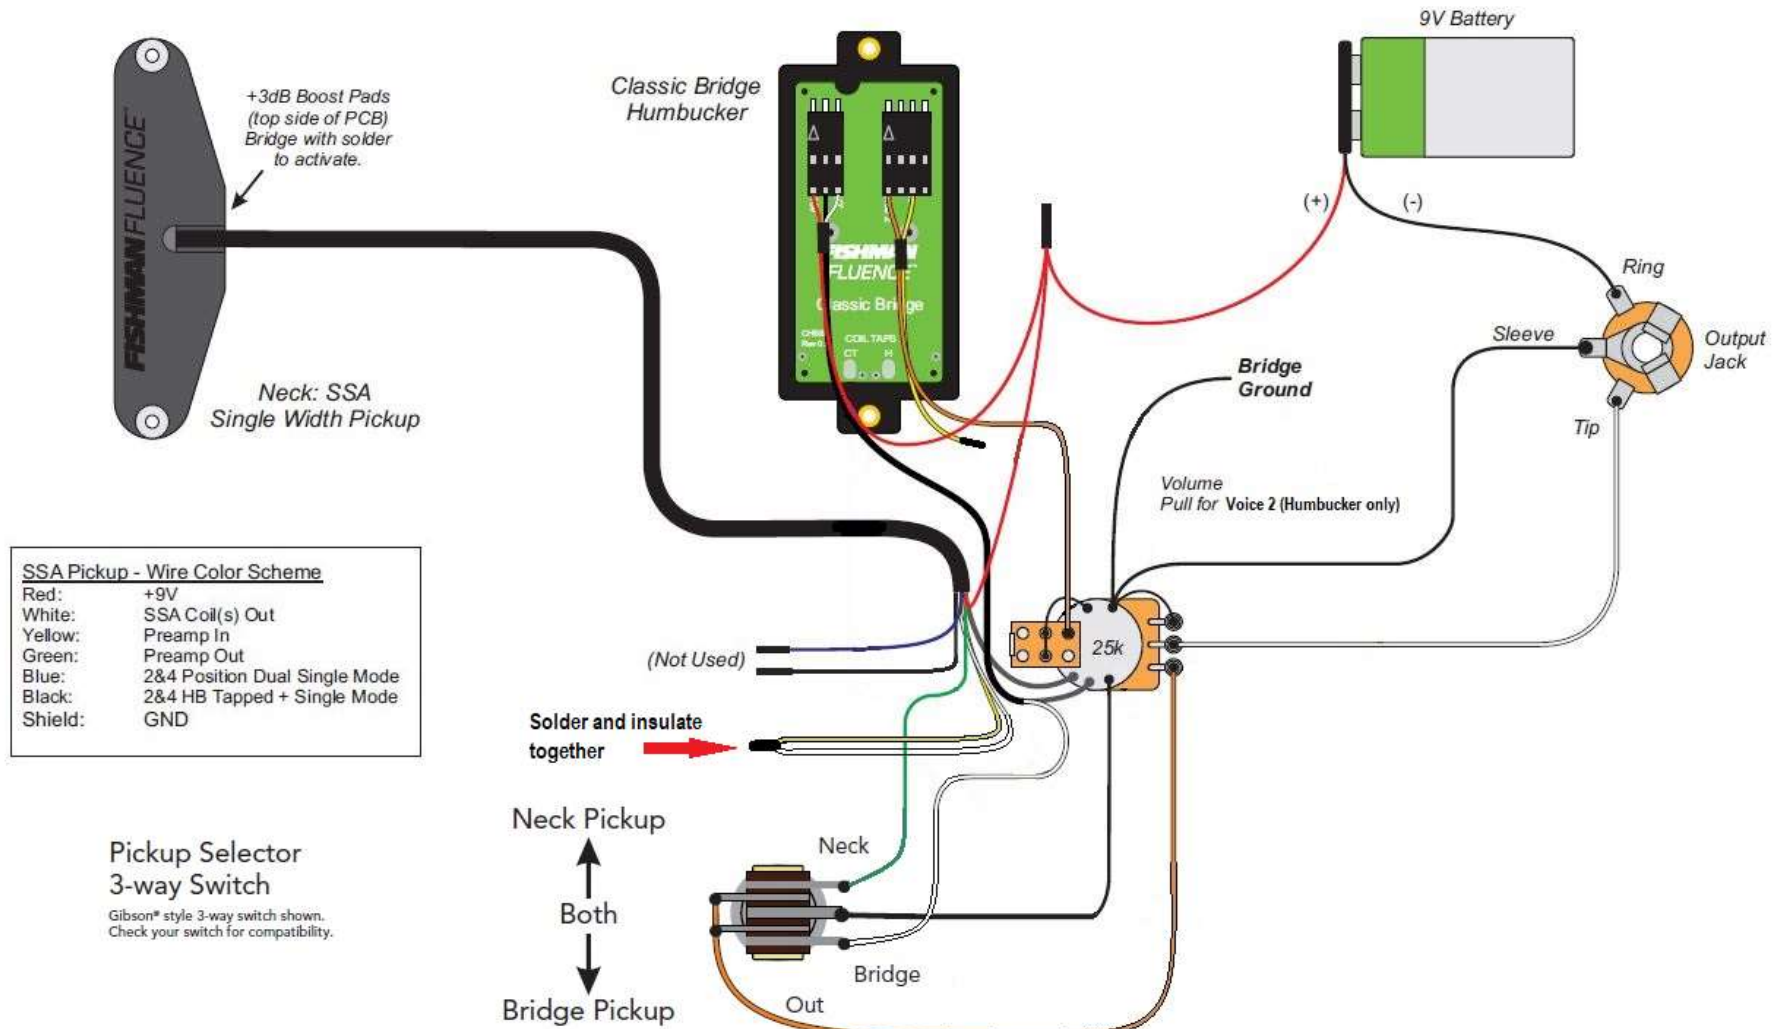 9V Battery
+3dB Boost Pads
(top side of PCB)
Bridge with solder
to activate.
Classic Bridge
Humbucker
FISHMAN FLUENCE
FISHMAN
FLUENCE
Classic Bridge
COIL TAPS
CT
H
(+)
(-)
Ring
Sleeve
Output
Jack
Tip
Bridge
Ground
Neck: SSA
Single Width Pickup
Volume
Pull for Voice 2 (Humbucker only)
SSA Pickup - Wire Color Scheme
Red: +9V
White: SSA Coil(s) Out
Yellow: Preamp In
Green: Preamp Out
Blue: 2&4 Position Dual Single Mode
Black: 2&4 HB Tapped + Single Mode
Shield: GND
(Not Used)
25k
Solder and insulate
together
Neck Pickup
Both
Bridge Pickup
Neck
Bridge
Out
Pickup Selector
3-way Switch
Gibson® style 3-way switch shown.
Check your switch for compatibility.